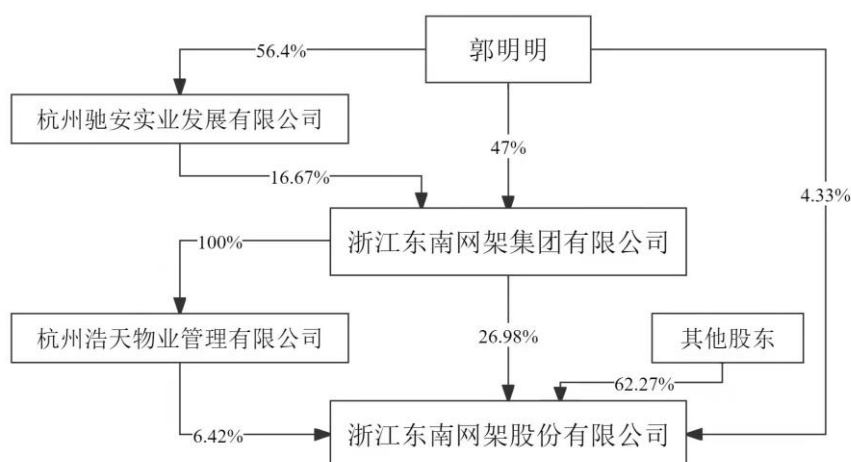 郭明明
56.4%
杭州驰安实业发展有限公司
47%
16.67%
4.33%
浙江东南网架集团有限公司
100%
杭州浩天物业管理有限公司
26.98%
其他股东
62.27%
6.42%
浙江东南网架股份有限公司